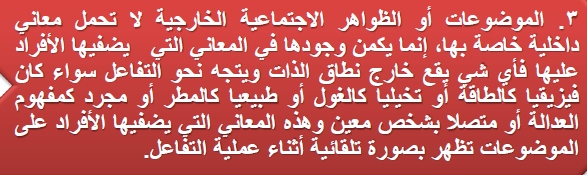 ٣. الموضوعات أو الظواهر الاجتماعية الخارجية لا تحمل معاني
داخلية خاصة بها، إنما يكمن وجودها في المعاني التي يضفيها الأفراد
عليها فأي شي يقع خارج نطاق الذات ويتجه نحو التفاعل سواء كان
فيزيقيا كالطاقة أو تخيليا كالغول أو طبيعيا كالمطر أو مجرد كمفهوم
العدالة أو متصلا بشخص معين وهذه المعاني التي يضفيها الأفراد على
الموضوعات تظهر بصورة تلقائية أثناء عملية التفاعل.